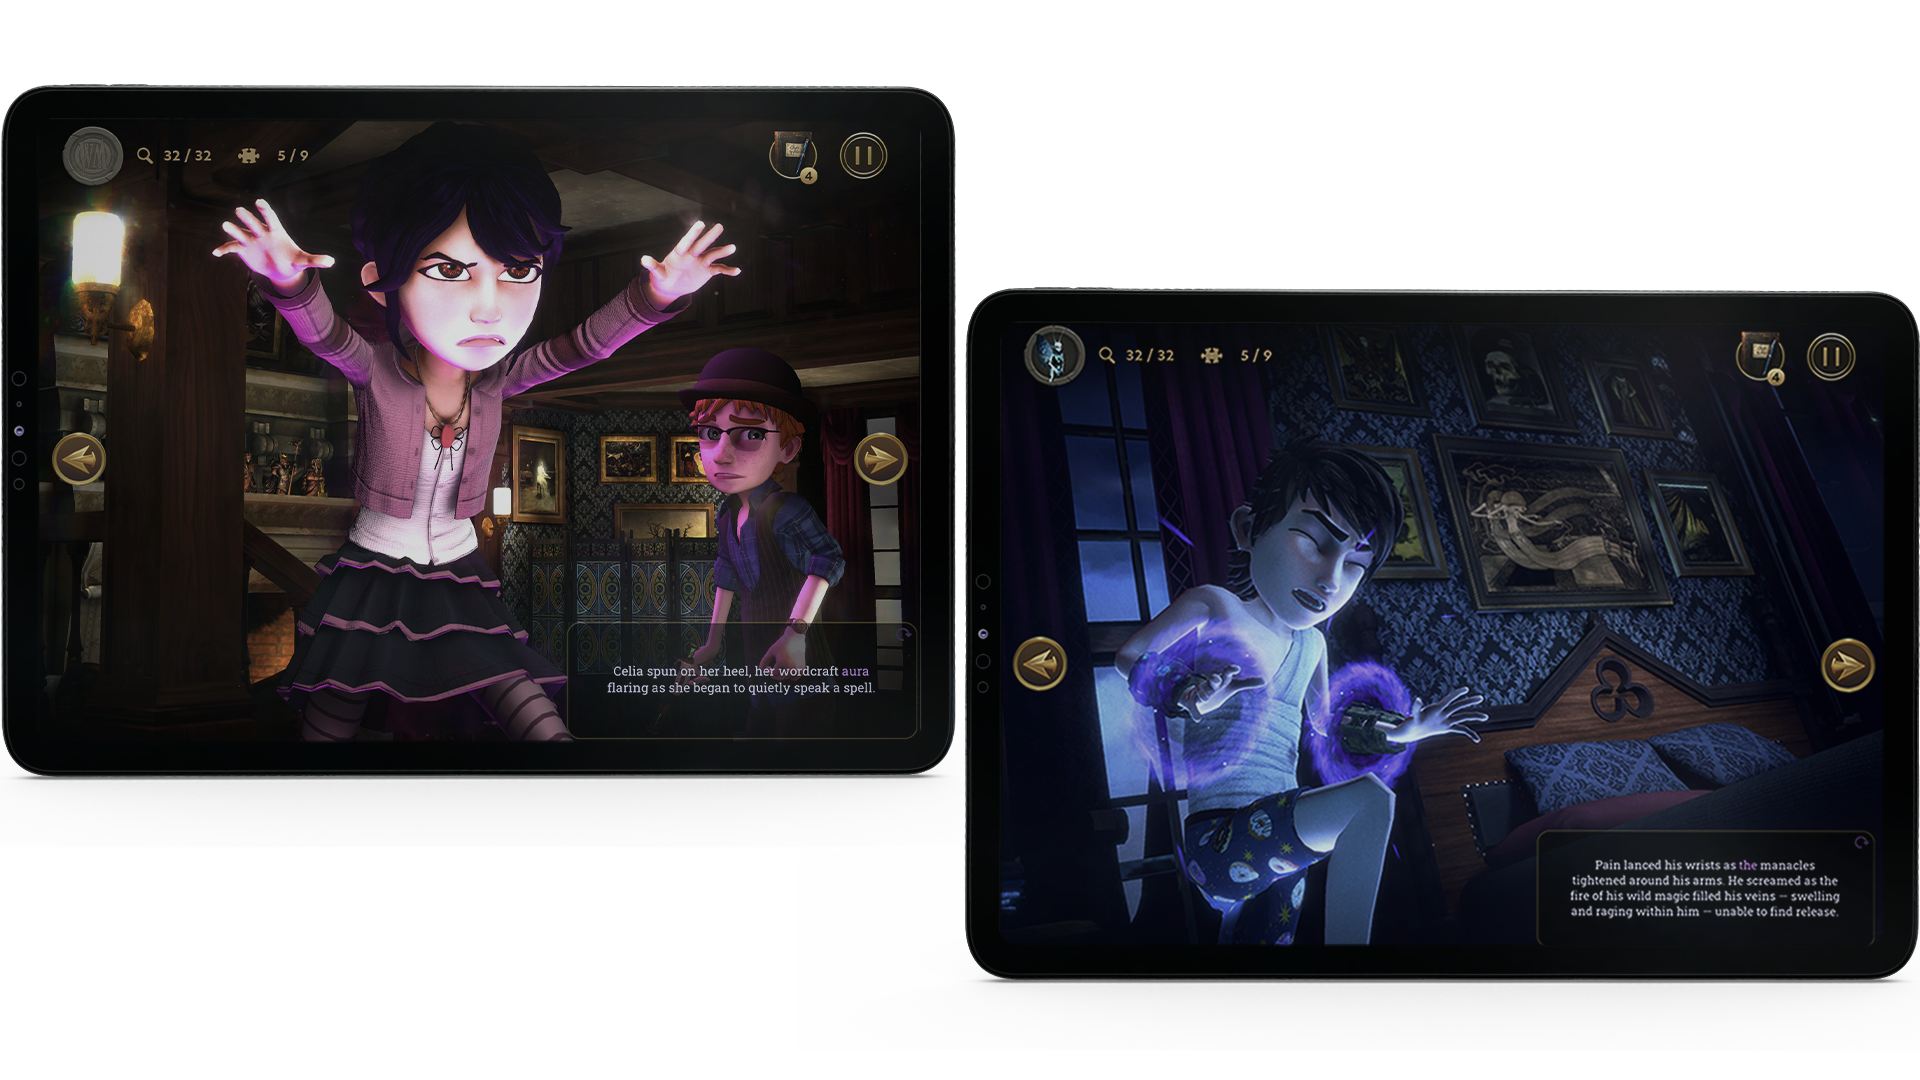 32/32
5/9
4
Celia spun on her heel, her wordcraft aura
flaring as she began to quietly speak a spell.
32/32
5/9
4
Pain lanced his wrists as the manacles
tightened around his arms. He screamed as the
fire of his wild magic filled his veins — swelling
and raging within him — unable to find release.